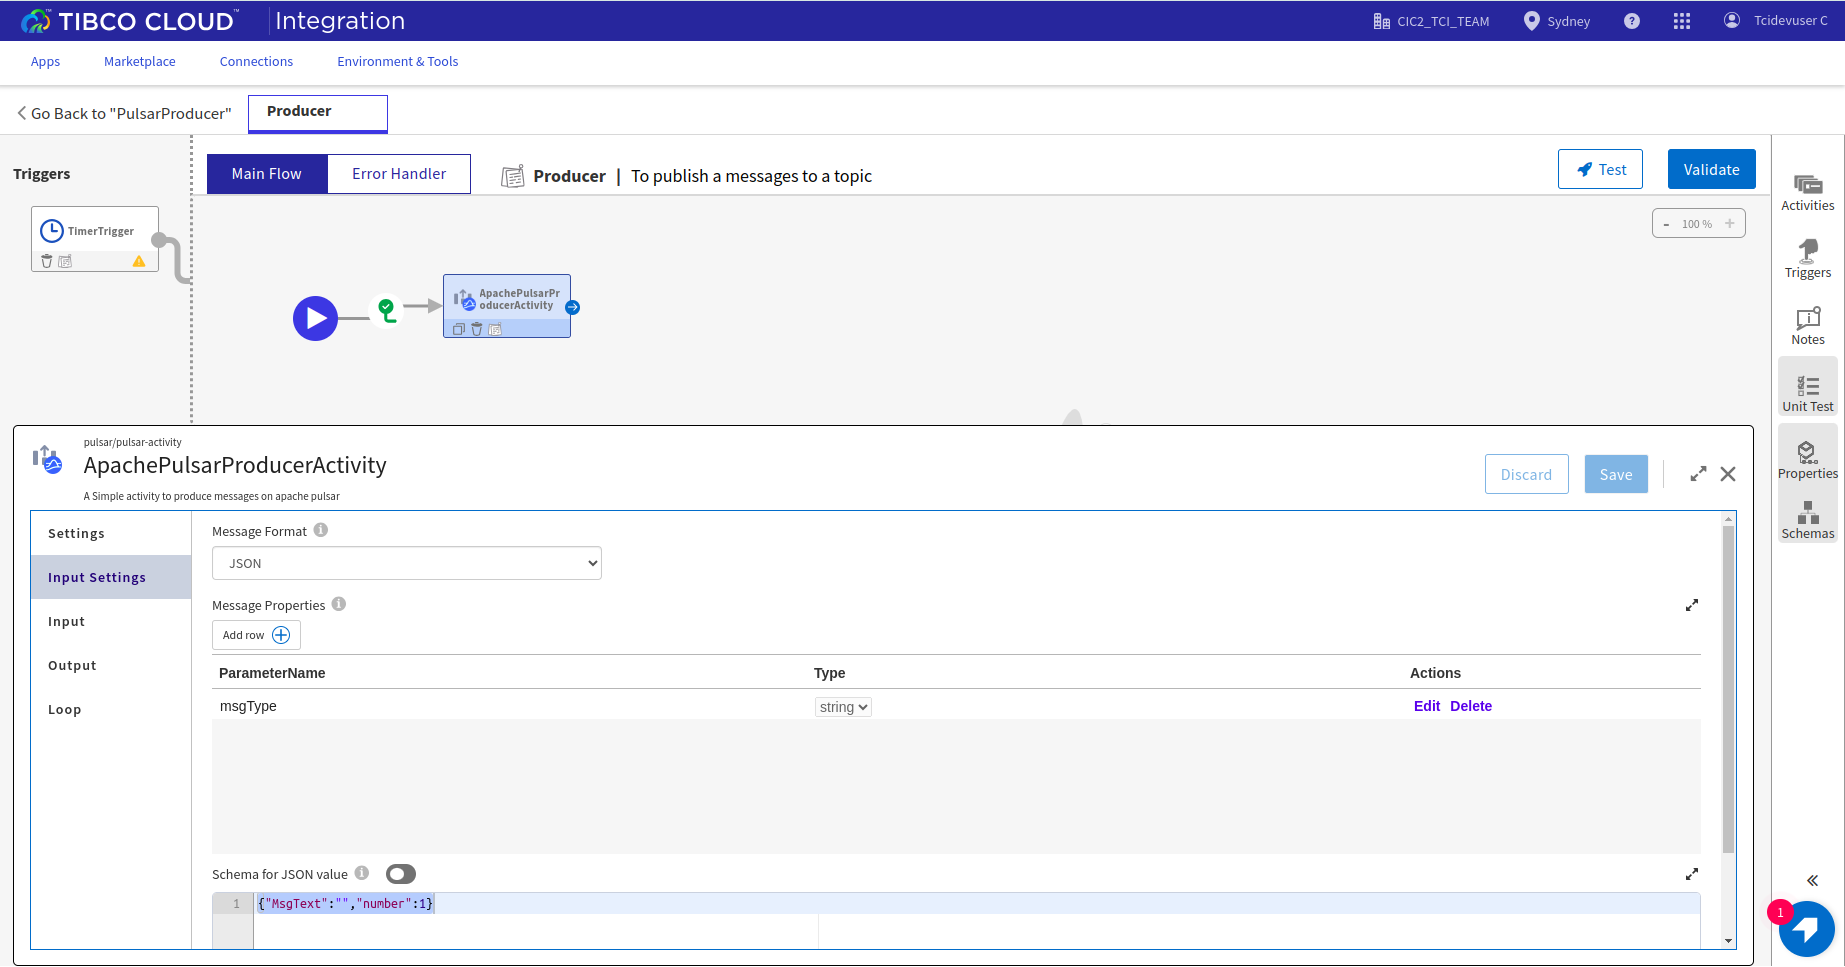 TIBCO CLOUD™ Integration
CIC2_TCI_TEAM Sydney ? Tcidevuser C
Apps Marketplace Connections Environment & Tools
Go Back to "PulsarProducer" Producer
Triggers
Main Flow Error Handler Producer | To publish a messages to a topic Test Validate
- 100 % +
TimerTrigger
ApachePulsarPr
oducerActivity
Activities
Triggers
Notes
Unit Test
Properties
Schemas
pulsar/pulsar-activity
ApachePulsarProducerActivity
A Simple activity to produce messages on apache pulsar
Discard Save
Settings
Input Settings
Input
Output
Loop
Message Format i
JSON
Message Properties i
Add row
ParameterName Type Actions
msgType string Edit Delete
Schema for JSON value i
1 {"MsgText":"","number":1}
1